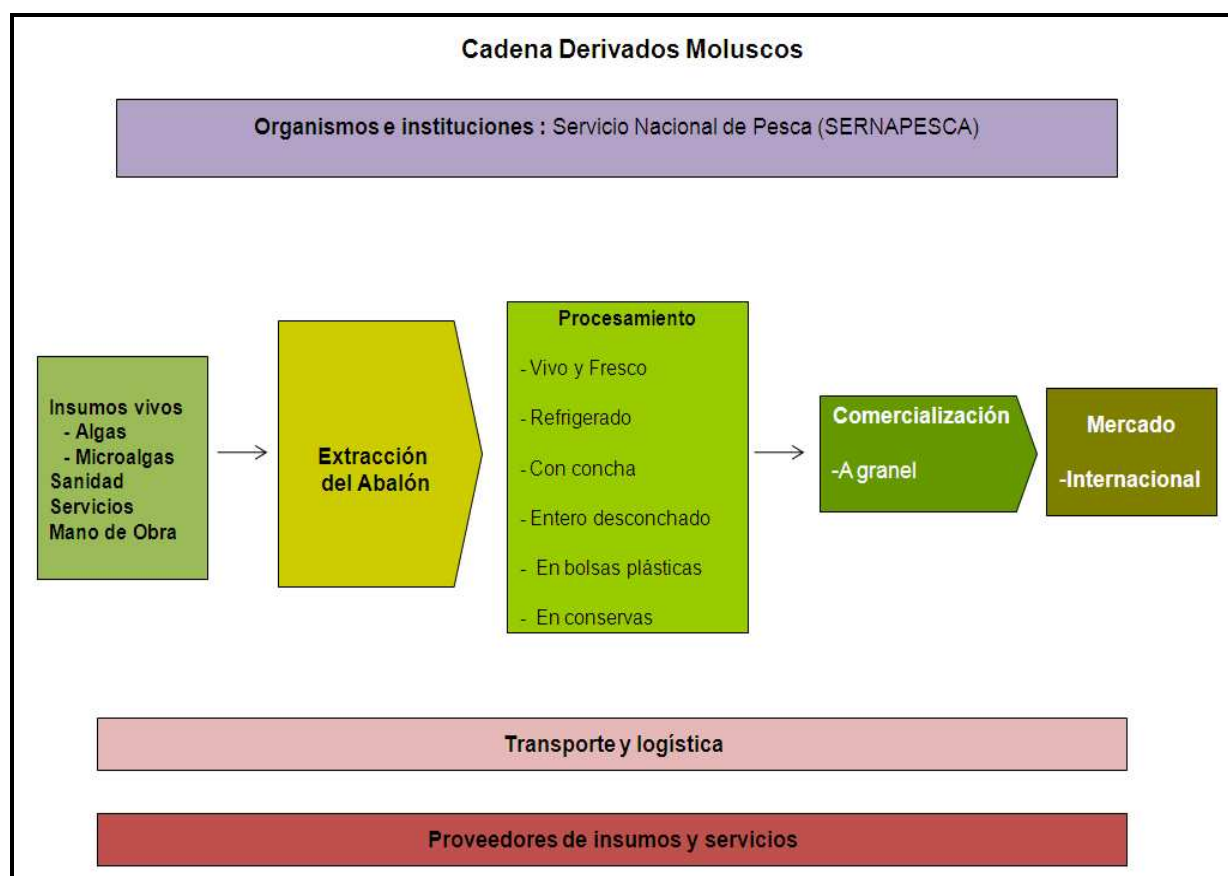 Cadena Derivados Moluscos
Organismos e instituciones : Servicio Nacional de Pesca (SERNAPESCA)
Insumos vivos
- Algas
- Microalgas
Sanidad
Servicios
Mano de Obra
Extracción
del Abalón
Procesamiento
- Vivo y Fresco
- Refrigerado
- Con concha
- Entero desconchado
- En bolsas plásticas
- En conservas
Comercialización
-A granel
Mercado
-Internacional
Transporte y logística
Proveedores de insumos y servicios